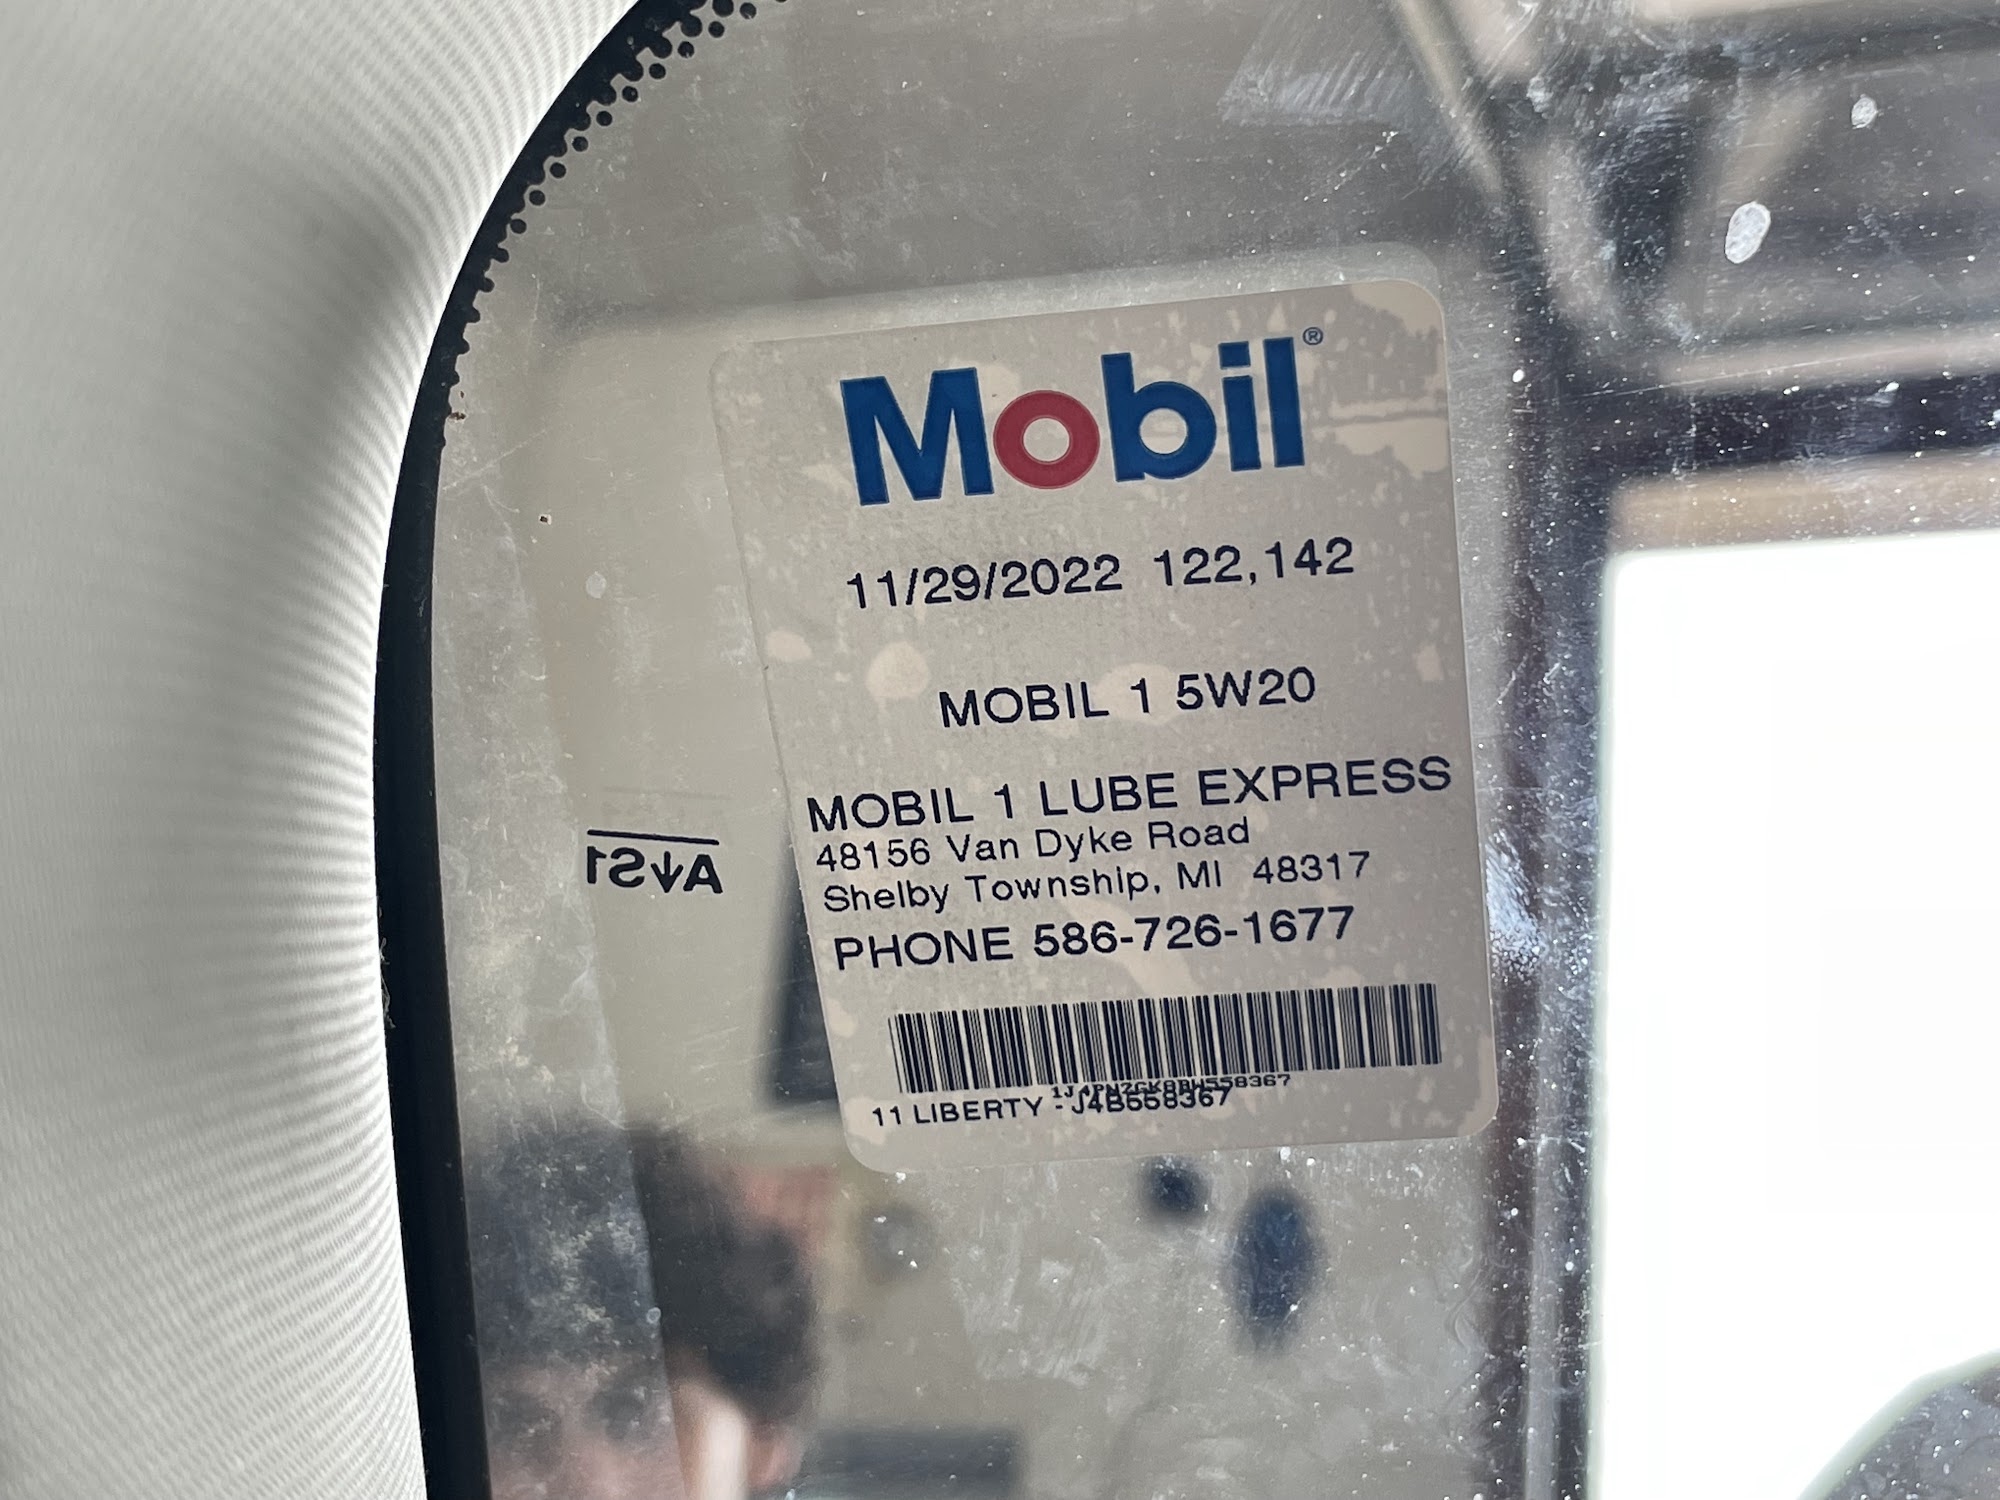 Mobil®
11/29/2022 122,142
MOBIL 1 5W20
MOBIL 1 LUBE EXPRESS
48156 Van Dyke Road
Shelby Township, MI 48317
PHONE 586-726-1677
11 LIBERTY - J4B558367
AS1